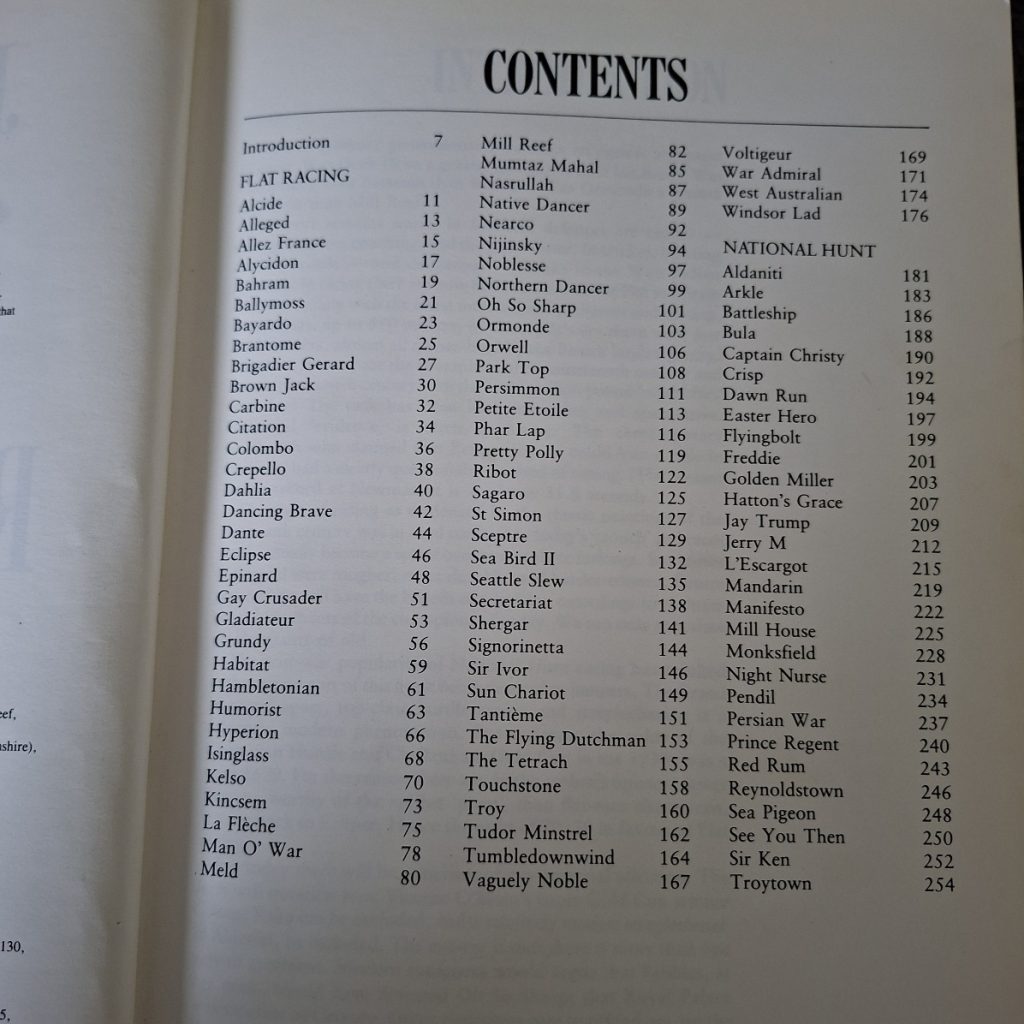 that
eef,
shire),
130,
5,
CONTENTS
Introduction 7
FLAT RACING
Alcide 11
Alleged 13
Allez France 15
Alycidon 17
Bahram 19
Ballymoss 21
Bayardo 23
Brantome 25
Brigadier Gerard 27
Brown Jack 30
Carbine 32
Citation 34
Colombo 36
Crepello 38
Dahlia 40
Dancing Brave 42
Dante 44
Eclipse 46
Epinard 48
Gay Crusader 51
Gladiateur 53
Grundy 56
Habitat 59
Hambletonian 61
Humorist 63
Hyperion 66
Isinglass 68
Kelso 70
Kincsem 73
La Flèche 75
Man O' War 78
Meld 80
Mill Reef 82
Mumtaz Mahal 85
Nasrullah 87
Native Dancer 89
Nearco 92
Nijinsky 94
Noblesse 97
Northern Dancer 99
Oh So Sharp 101
Ormonde 103
Orwell 106
Park Top 108
Persimmon 111
Petite Etoile 113
Phar Lap 116
Pretty Polly 119
Ribot 122
Sagaro 125
St Simon 127
Sceptre 129
Sea Bird II 132
Seattle Slew 135
Secretariat 138
Shergar 141
Signorinetta 144
Sir Ivor 146
Sun Chariot 149
Tantième 151
The Flying Dutchman 153
The Tetrach 155
Touchstone 158
Troy 160
Tudor Minstrel 162
Tumbledownwind 164
Vaguely Noble 167
Voltigeur 169
War Admiral 171
West Australian 174
Windsor Lad 176
NATIONAL HUNT
Aldaniti 181
Arkle 183
Battleship 186
Bula 188
Captain Christy 190
Crisp 192
Dawn Run 194
Easter Hero 197
Flyingbolt 199
Freddie 201
Golden Miller 203
Hatton's Grace 207
Jay Trump 209
Jerry M 212
L'Escargot 215
Mandarin 219
Manifesto 222
Mill House 225
Monksfield 228
Night Nurse 231
Pendil 234
Persian War 237
Prince Regent 240
Red Rum 243
Reynoldstown 246
Sea Pigeon 248
See You Then 250
Sir Ken 252
Troytown 254